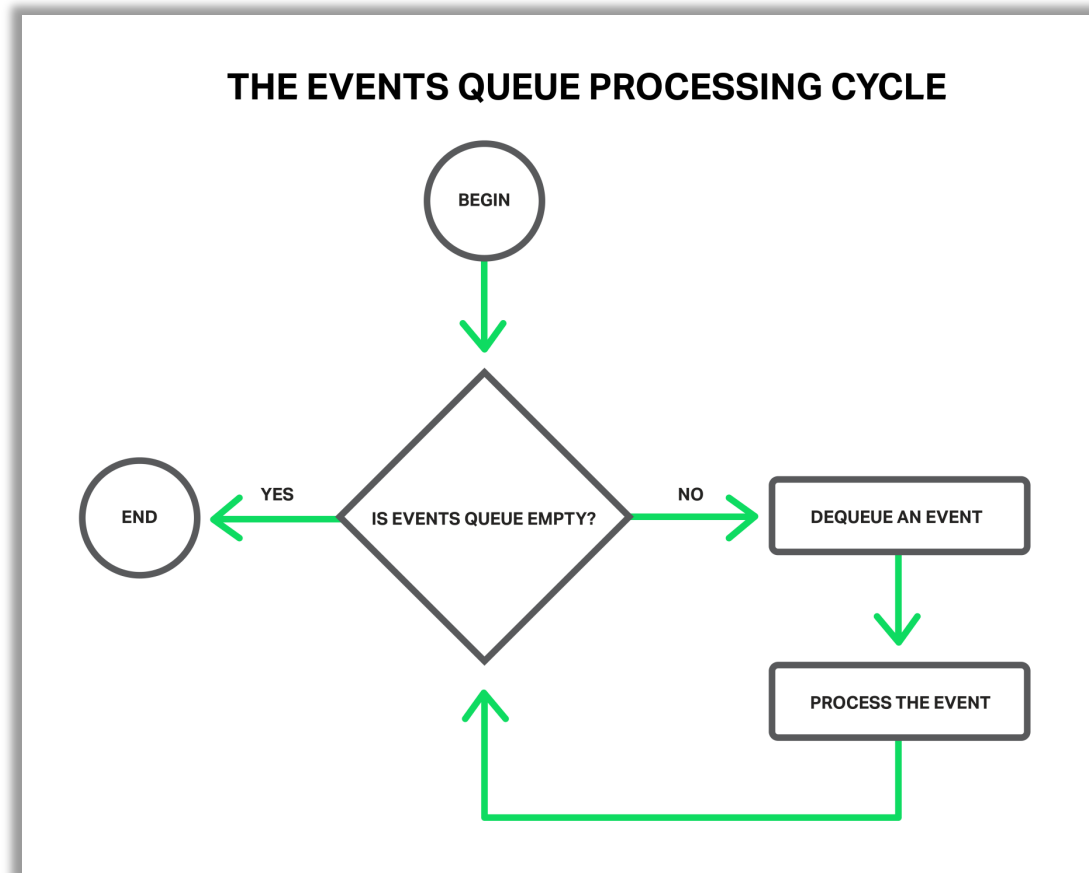 THE EVENTS QUEUE PROCESSING CYCLE
BEGIN
YES
NO
END
IS EVENTS QUEUE EMPTY?
DEQUEUE AN EVENT
PROCESS THE EVENT